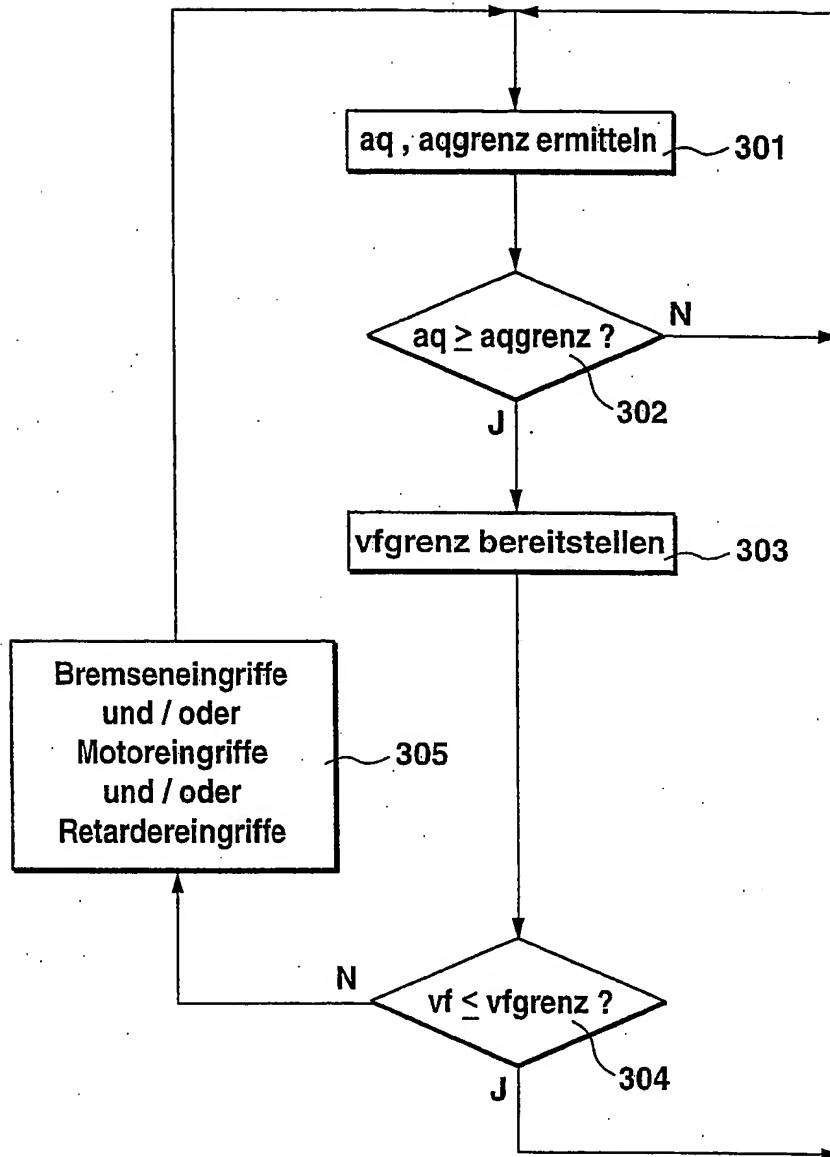 aq , aqgrenz ermitteln
301
aq ≥ aqgrenz ?
N
302
J
vfgrenz bereitstellen
303
Bremseneingriffe
und / oder
Motoreingriffe
und / oder
Retardereingriffe
305
N
vf ≤ vfgrenz ?
304
J